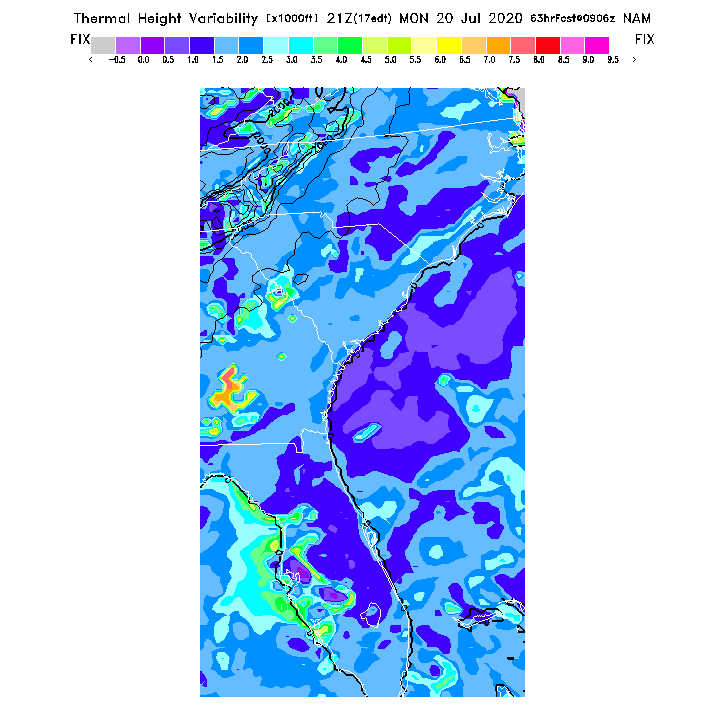 Thermal Height Variability [x1000ft] 21Z(17edt) MON 20 Jul 2020 63hrFcst@0906z NAM
FIX FIX
< -0.5 0.0 0.5 1.0 1.5 2.0 2.5 3.0 3.5 4.0 4.5 5.0 5.5 6.0 6.5 7.0 7.5 8.0 8.5 9.0 9.5 >